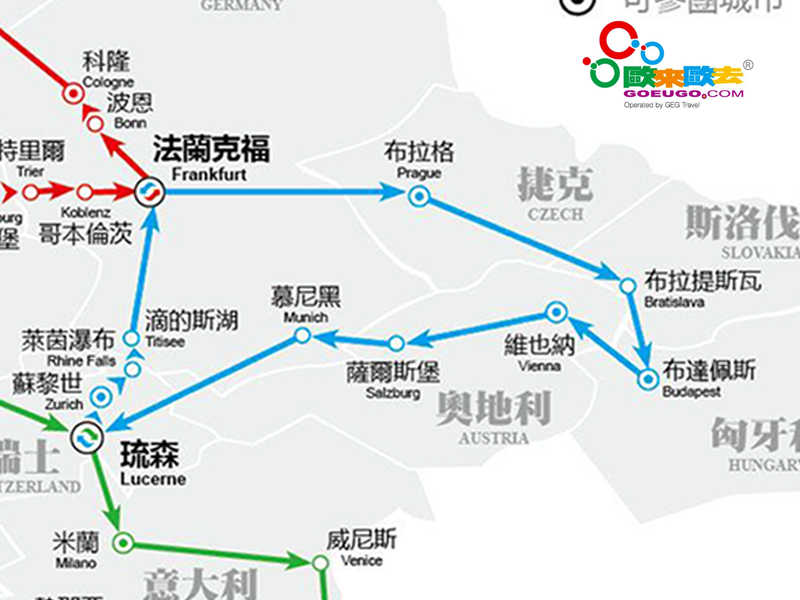 GERMANY
可參團城市
歐來歐去®
GOEUGO.COM
Operated by GEG Travel
科隆
Cologne
波恩
Bonn
特里爾
Trier
法蘭克福
Frankfurt
布拉格
Prague
捷克
CZECH
堡
Koblenz
哥本倫茨
斯洛伐
SLOVAKIA
布拉提斯瓦
Bratislava
滴的斯湖
Titisee
慕尼黑
Munich
萊茵瀑布
Rhine Falls
維也納
Vienna
薩爾斯堡
Salzburg
布達佩斯
Budapest
蘇黎世
Zurich
奧地利
AUSTRIA
匈牙利
HUNGARY
琉森
Lucerne
瑞士
TZERLAND
米蘭
Milano
威尼斯
Venice
意大利